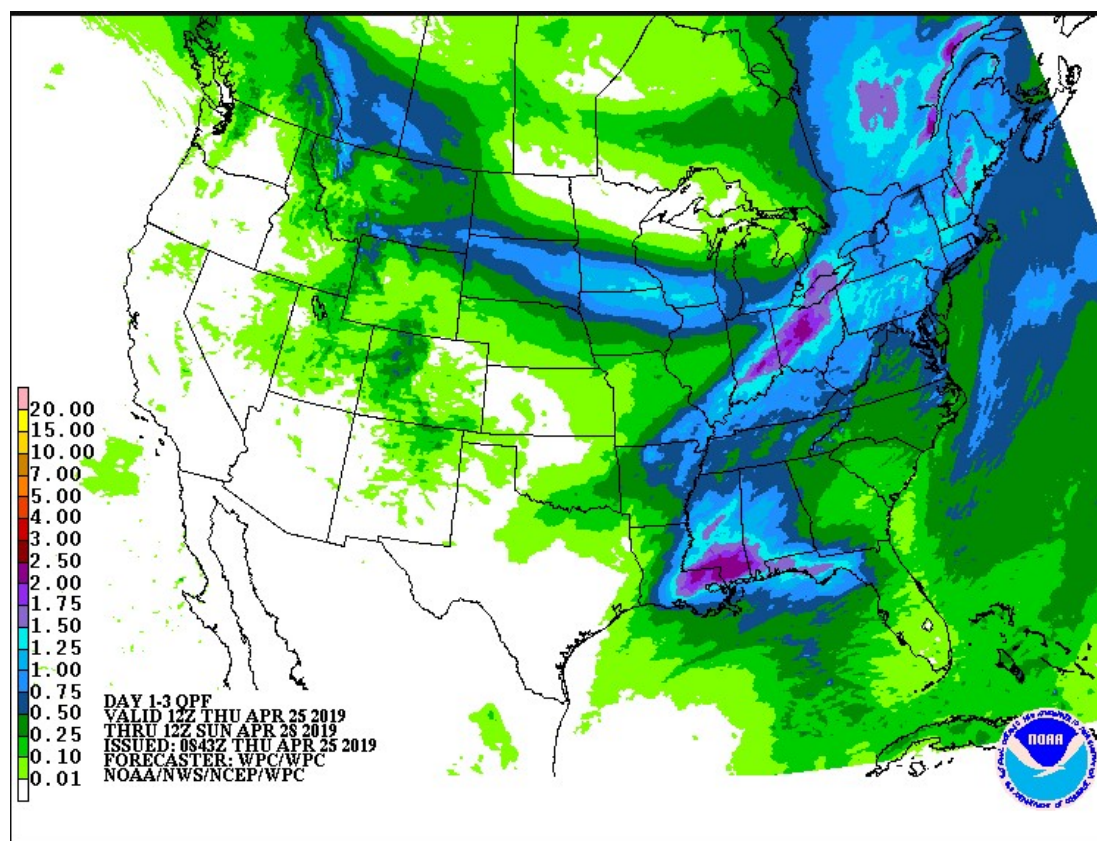 20.00
15.00
10.00
7.00
5.00
4.00
3.00
2.50
2.00
1.75
1.50
1.25
1.00
0.75
0.50
0.25
0.10
0.01
DAY 1-3 QPF
VALID 12Z THU APR 25 2019
THRU 12Z SUN APR 28 2019
ISSUED: 0843Z THU APR 25 2019
FORECASTER: WPC/WPC
NOAA/NWS/NCEP/WPC
NOAA